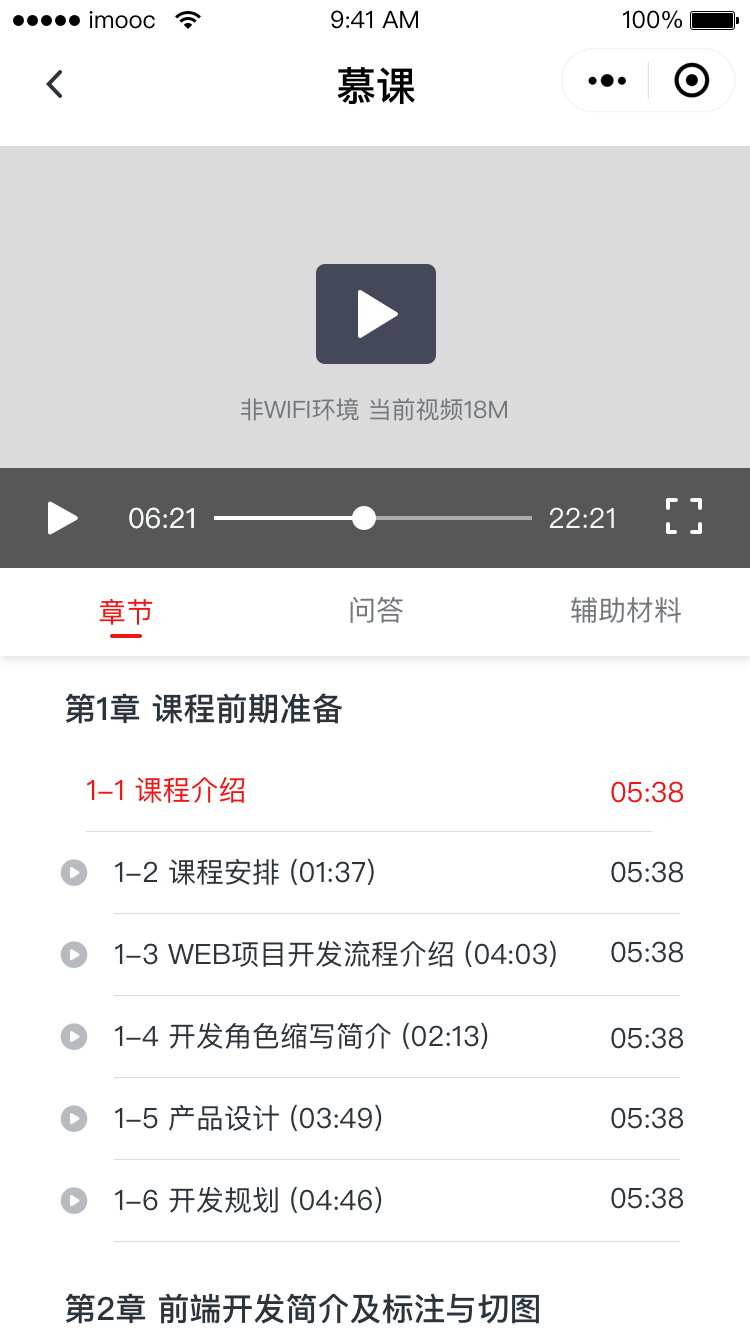 imooc 9:41 AM 100%
慕课
非WIFI环境 当前视频18M
06:21 22:21
章节 问答 辅助材料
第1章 课程前期准备
1–1 课程介绍 05:38
1–2 课程安排 (01:37) 05:38
1–3 WEB项目开发流程介绍 (04:03) 05:38
1–4 开发角色缩写简介 (02:13) 05:38
1–5 产品设计 (03:49) 05:38
1–6 开发规划 (04:46) 05:38
第2章 前端开发简介及标注与切图